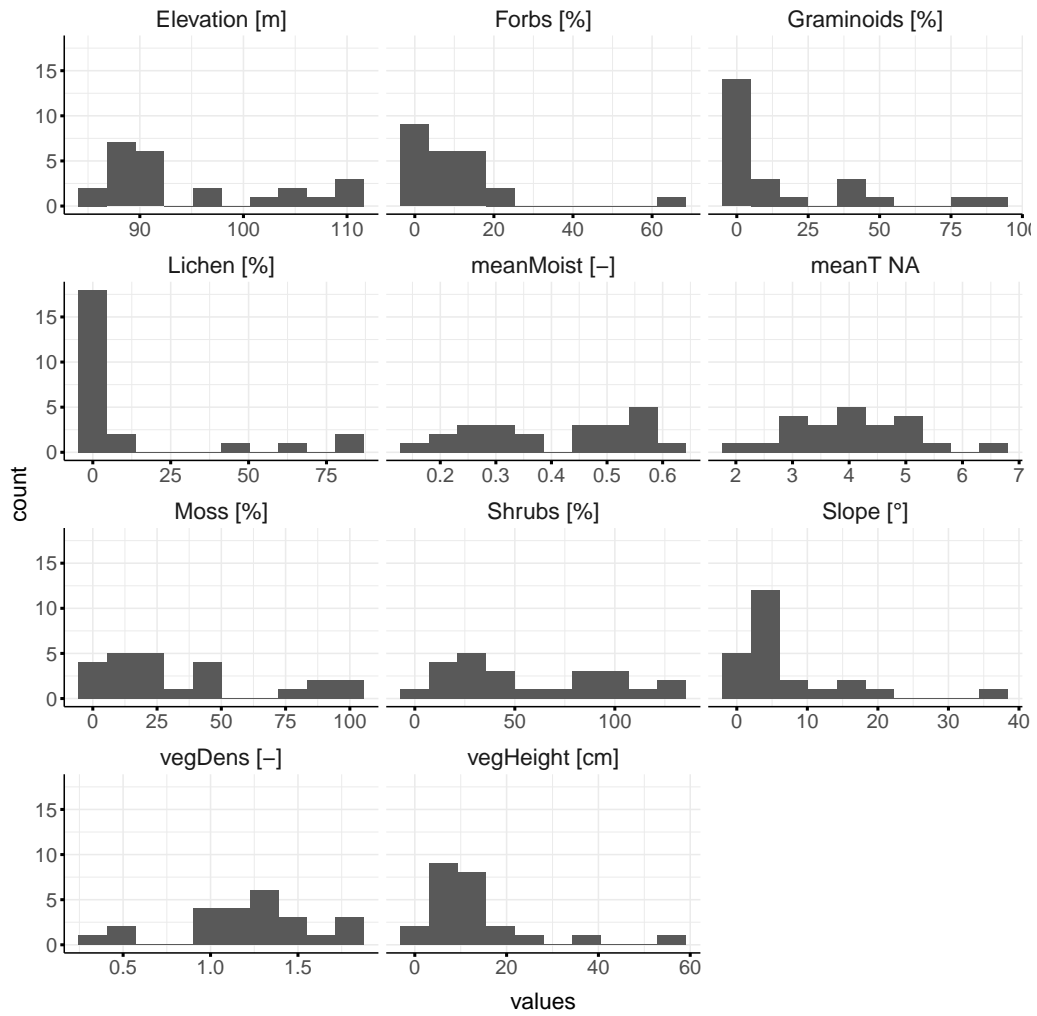 Elevation [m] Forbs [%] Graminoids [%]
15
10
5
0
90 100 110 0 20 40 60 0 25 50 75 100
Lichen [%] meanMoist [−] meanT NA
15
10
5
0
0 25 50 75 0.2 0.3 0.4 0.5 0.6 2 3 4 5 6 7
count
Moss [%] Shrubs [%] Slope [°]
15
10
5
0
0 25 50 75 100 0 50 100 0 10 20 30 40
vegDens [−] vegHeight [cm]
15
10
5
0
0.5 1.0 1.5 0 20 40 60
values